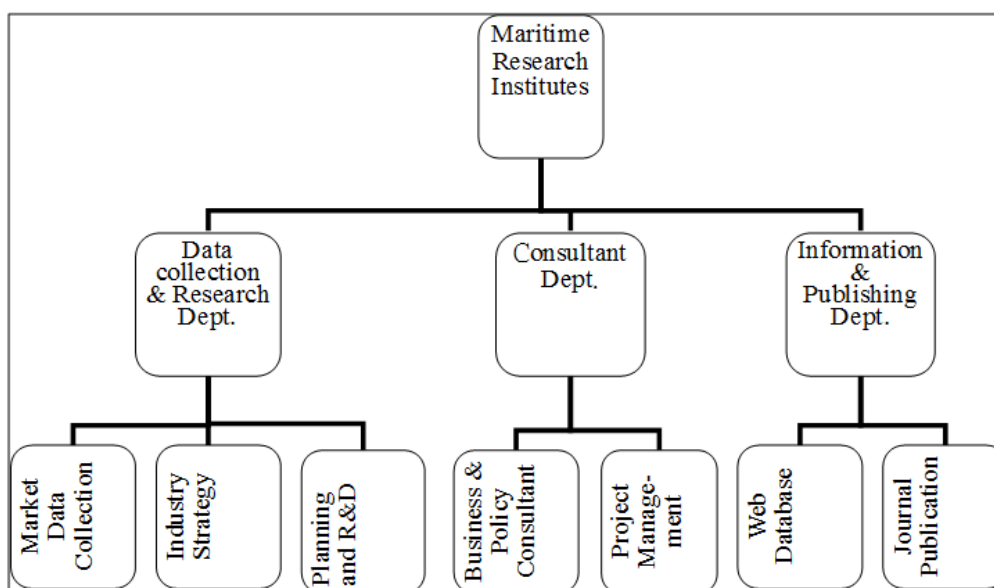 Maritime
Research
Institutes
Data
collection
& Research
Dept.
Consultant
Dept.
Information
&
Publishing
Dept.
Market
Data
Collection
Industry
Strategy
Planning
and R&D
Business &
Policy
Consultant
Project
Manage-
ment
Web
Database
Journal
Publication